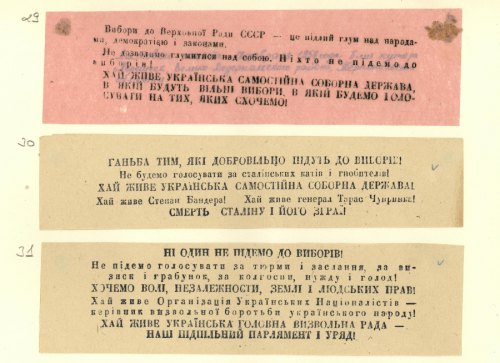 29
Вибори до Верховної Ради СССР — це підлий глум над народа-
ми, демократією і законами.
Не дозволимо глумитися над собою. Ніхто не підемо до
виборів!
ХАЙ ЖИВЕ УКРАЇНСЬКА САМОСТІЙНА СОБОРНА ДЕРЖАВА,
В ЯКІЙ БУДУТЬ ВІЛЬНІ ВИБОРИ, В ЯКІЙ БУДЕМО ГОЛО-
СУВАТИ НА ТИХ, ЯКИХ СХОЧЕМО!
30
ГАНЬБА ТИМ, ЯКІ ДОБРОВІЛЬНО ПІДУТЬ ДО ВИБОРІВ!
Не будемо голосувати за сталінських катів і гнобителів!
ХАЙ ЖИВЕ УКРАЇНСЬКА САМОСТІЙНА СОБОРНА ДЕРЖАВА!
Хай живе Степан Бандера! Хай живе генерал Тарас Чупринка!
СМЕРТЬ СТАЛІНУ І ЙОГО ЗГРАЇ!
31
НІ ОДИН НЕ ПІДЕМО ДО ВИБОРІВ!
Не підемо голосувати за тюрми і заслання, за ви-
зиск і грабунок, за колгоспи, нужду і голод!
ХОЧЕМО ВОЛІ, НЕЗАЛЕЖНОСТИ, ЗЕМЛІ І ЛЮДСЬКИХ ПРАВ!
Хай живе Організація Українських Націоналістів —
керівник визвольної боротьби українського народу!
ХАЙ ЖИВЕ УКРАЇНСЬКА ГОЛОВНА ВИЗВОЛЬНА РАДА —
НАШ ПІДПІЛЬНИЙ ПАРЛЯМЕНТ І УРЯД!